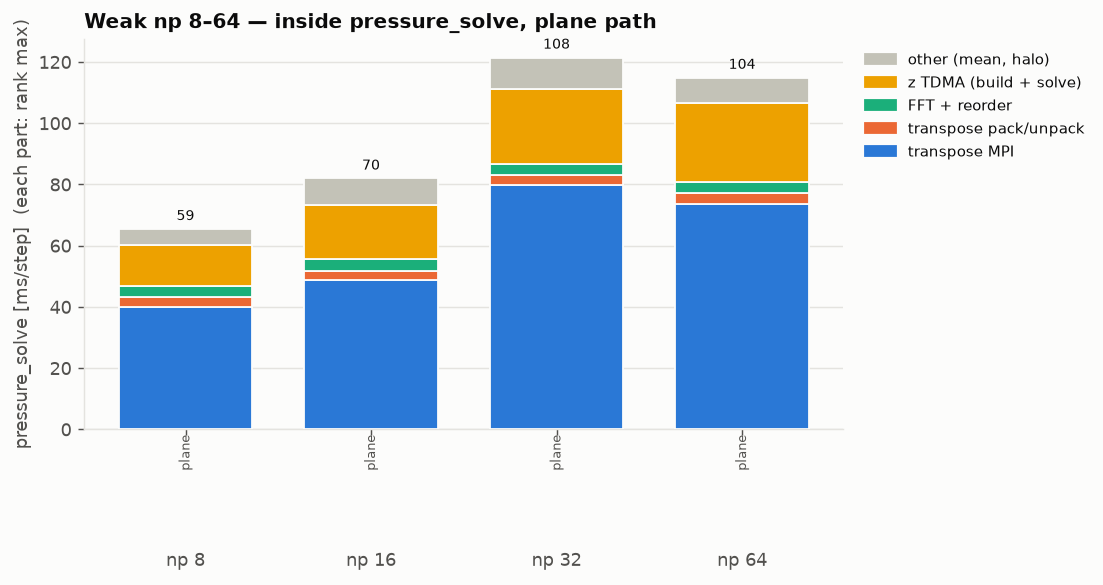 Weak np 8–64 — inside pressure_solve, plane path
pressure_solve [ms/step]  (each part: rank max)
120
100
80
60
40
20
0
59
70
108
104
plane
plane
plane
plane
np 8
np 16
np 32
np 64
other (mean, halo)
z TDMA (build + solve)
FFT + reorder
transpose pack/unpack
transpose MPI